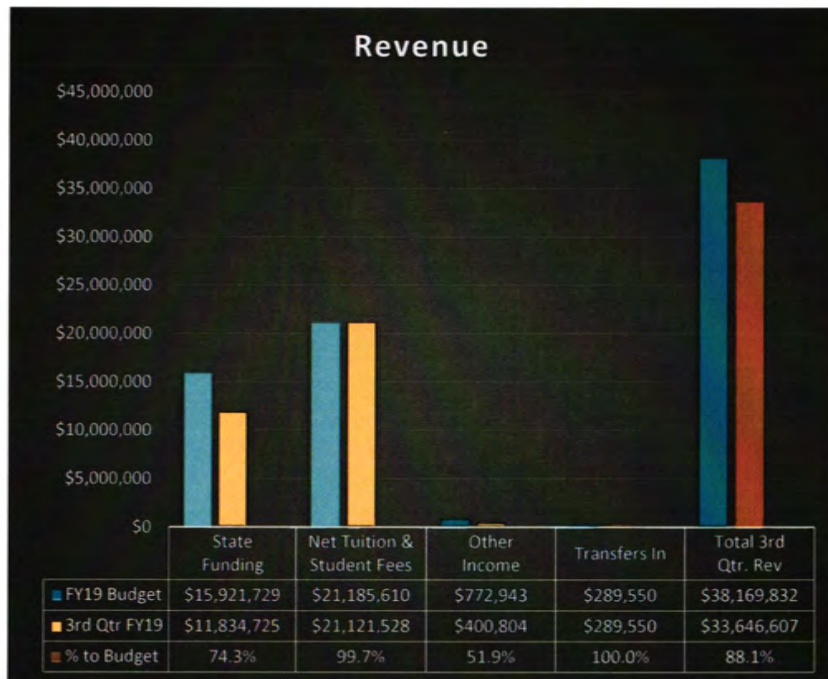 Revenue
$45,000,000
$40,000,000
$35,000,000
$30,000,000
$25,000,000
$20,000,000
$15,000,000
$10,000,000
$5,000,000
$0
State Funding
Net Tuition & Student Fees
Other Income
Transfers In
Total 3rd Qtr. Rev
FY19 Budget $15,921,729 $21,185,610 $772,943 $289,550 $38,169,832
3rd Qtr FY19 $11,834,725 $21,121,528 $400,804 $289,550 $33,646,607
% to Budget 74.3% 99.7% 51.9% 100.0% 88.1%